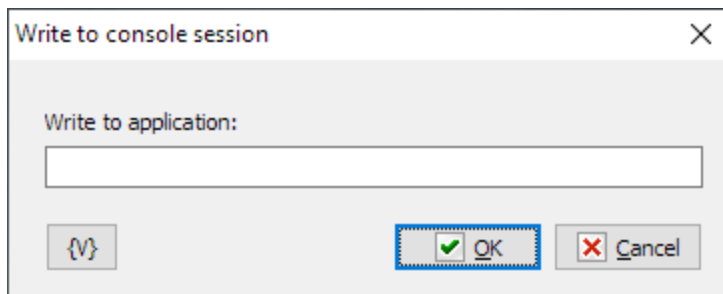 Write to console session
Write to application:
{V}
OK
Cancel